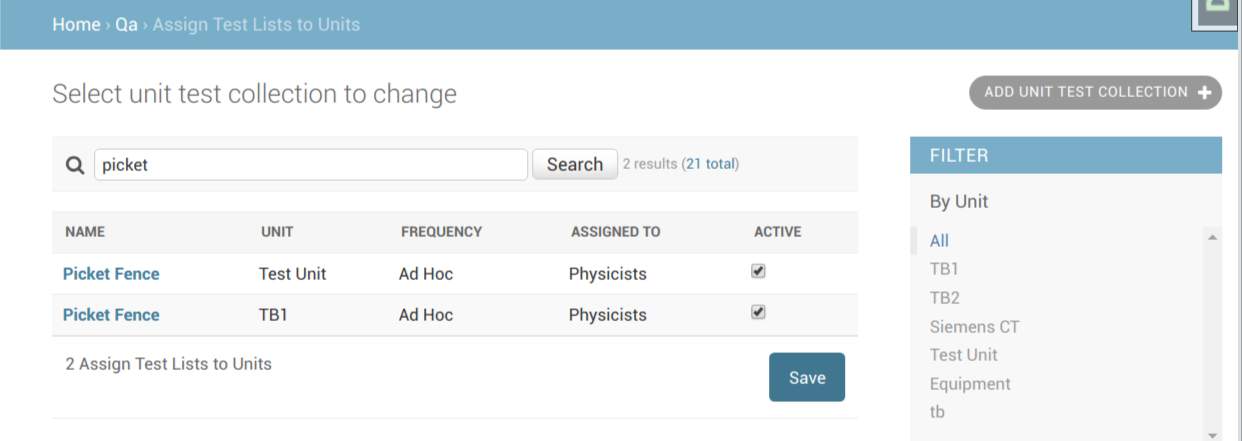 Home › Qa › Assign Test Lists to Units
Select unit test collection to change
ADD UNIT TEST COLLECTION +
picket
Search
2 results (21 total)
NAME UNIT FREQUENCY ASSIGNED TO ACTIVE
Picket Fence Test Unit Ad Hoc Physicists
Picket Fence TB1 Ad Hoc Physicists
2 Assign Test Lists to Units
Save
FILTER
By Unit
All
TB1
TB2
Siemens CT
Test Unit
Equipment
tb